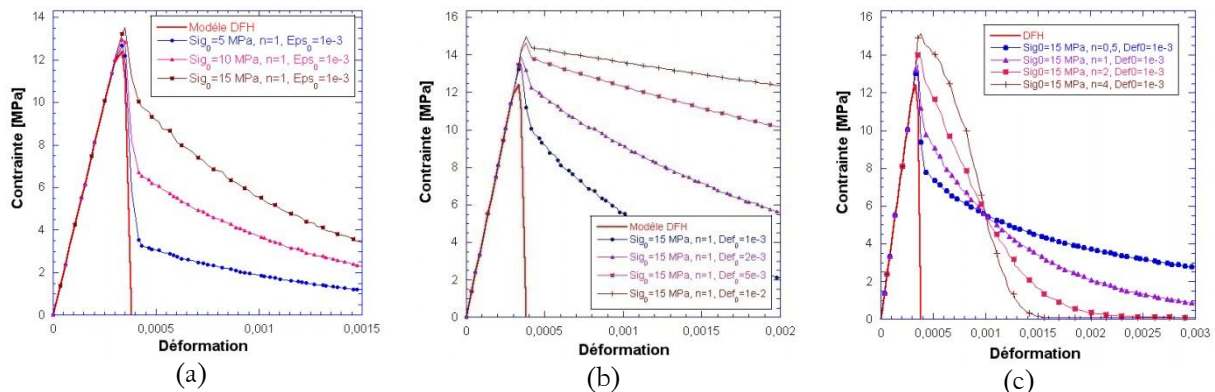 Modèle DFH
Sig₀=5 MPa, n=1, Eps₀=1e-3
Sig₀=10 MPa, n=1, Eps₀=1e-3
Sig₀=15 MPa, n=1, Eps₀=1e-3
Contrainte [MPa]
14
12
10
8
6
4
2
0
0 0,0005 0,001 0,0015
Déformation
(a)
Contrainte [MPa]
16
14
12
10
8
6
4
2
0
Modèle DFH
Sig₀=15 MPa, n=1, Def₀=1e-3
Sig₀=15 MPa, n=1, Def₀=2e-3
Sig₀=15 MPa, n=1, Def₀=5e-3
Sig₀=15 MPa, n=1, Def₀=1e-2
0 0,0005 0,001 0,0015 0,002
Déformation
(b)
DFH
Sig0=15 MPa, n=0,5, Def0=1e-3
Sig0=15 MPa, n=1, Def0=1e-3
Sig0=15 MPa, n=2, Def0=1e-3
Sig0=15 MPa, n=4, Def0=1e-3
Contrainte [MPa]
16
14
12
10
8
6
4
2
0
0 0,0005 0,001 0,0015 0,002 0,0025 0,003
Déformation
(c)